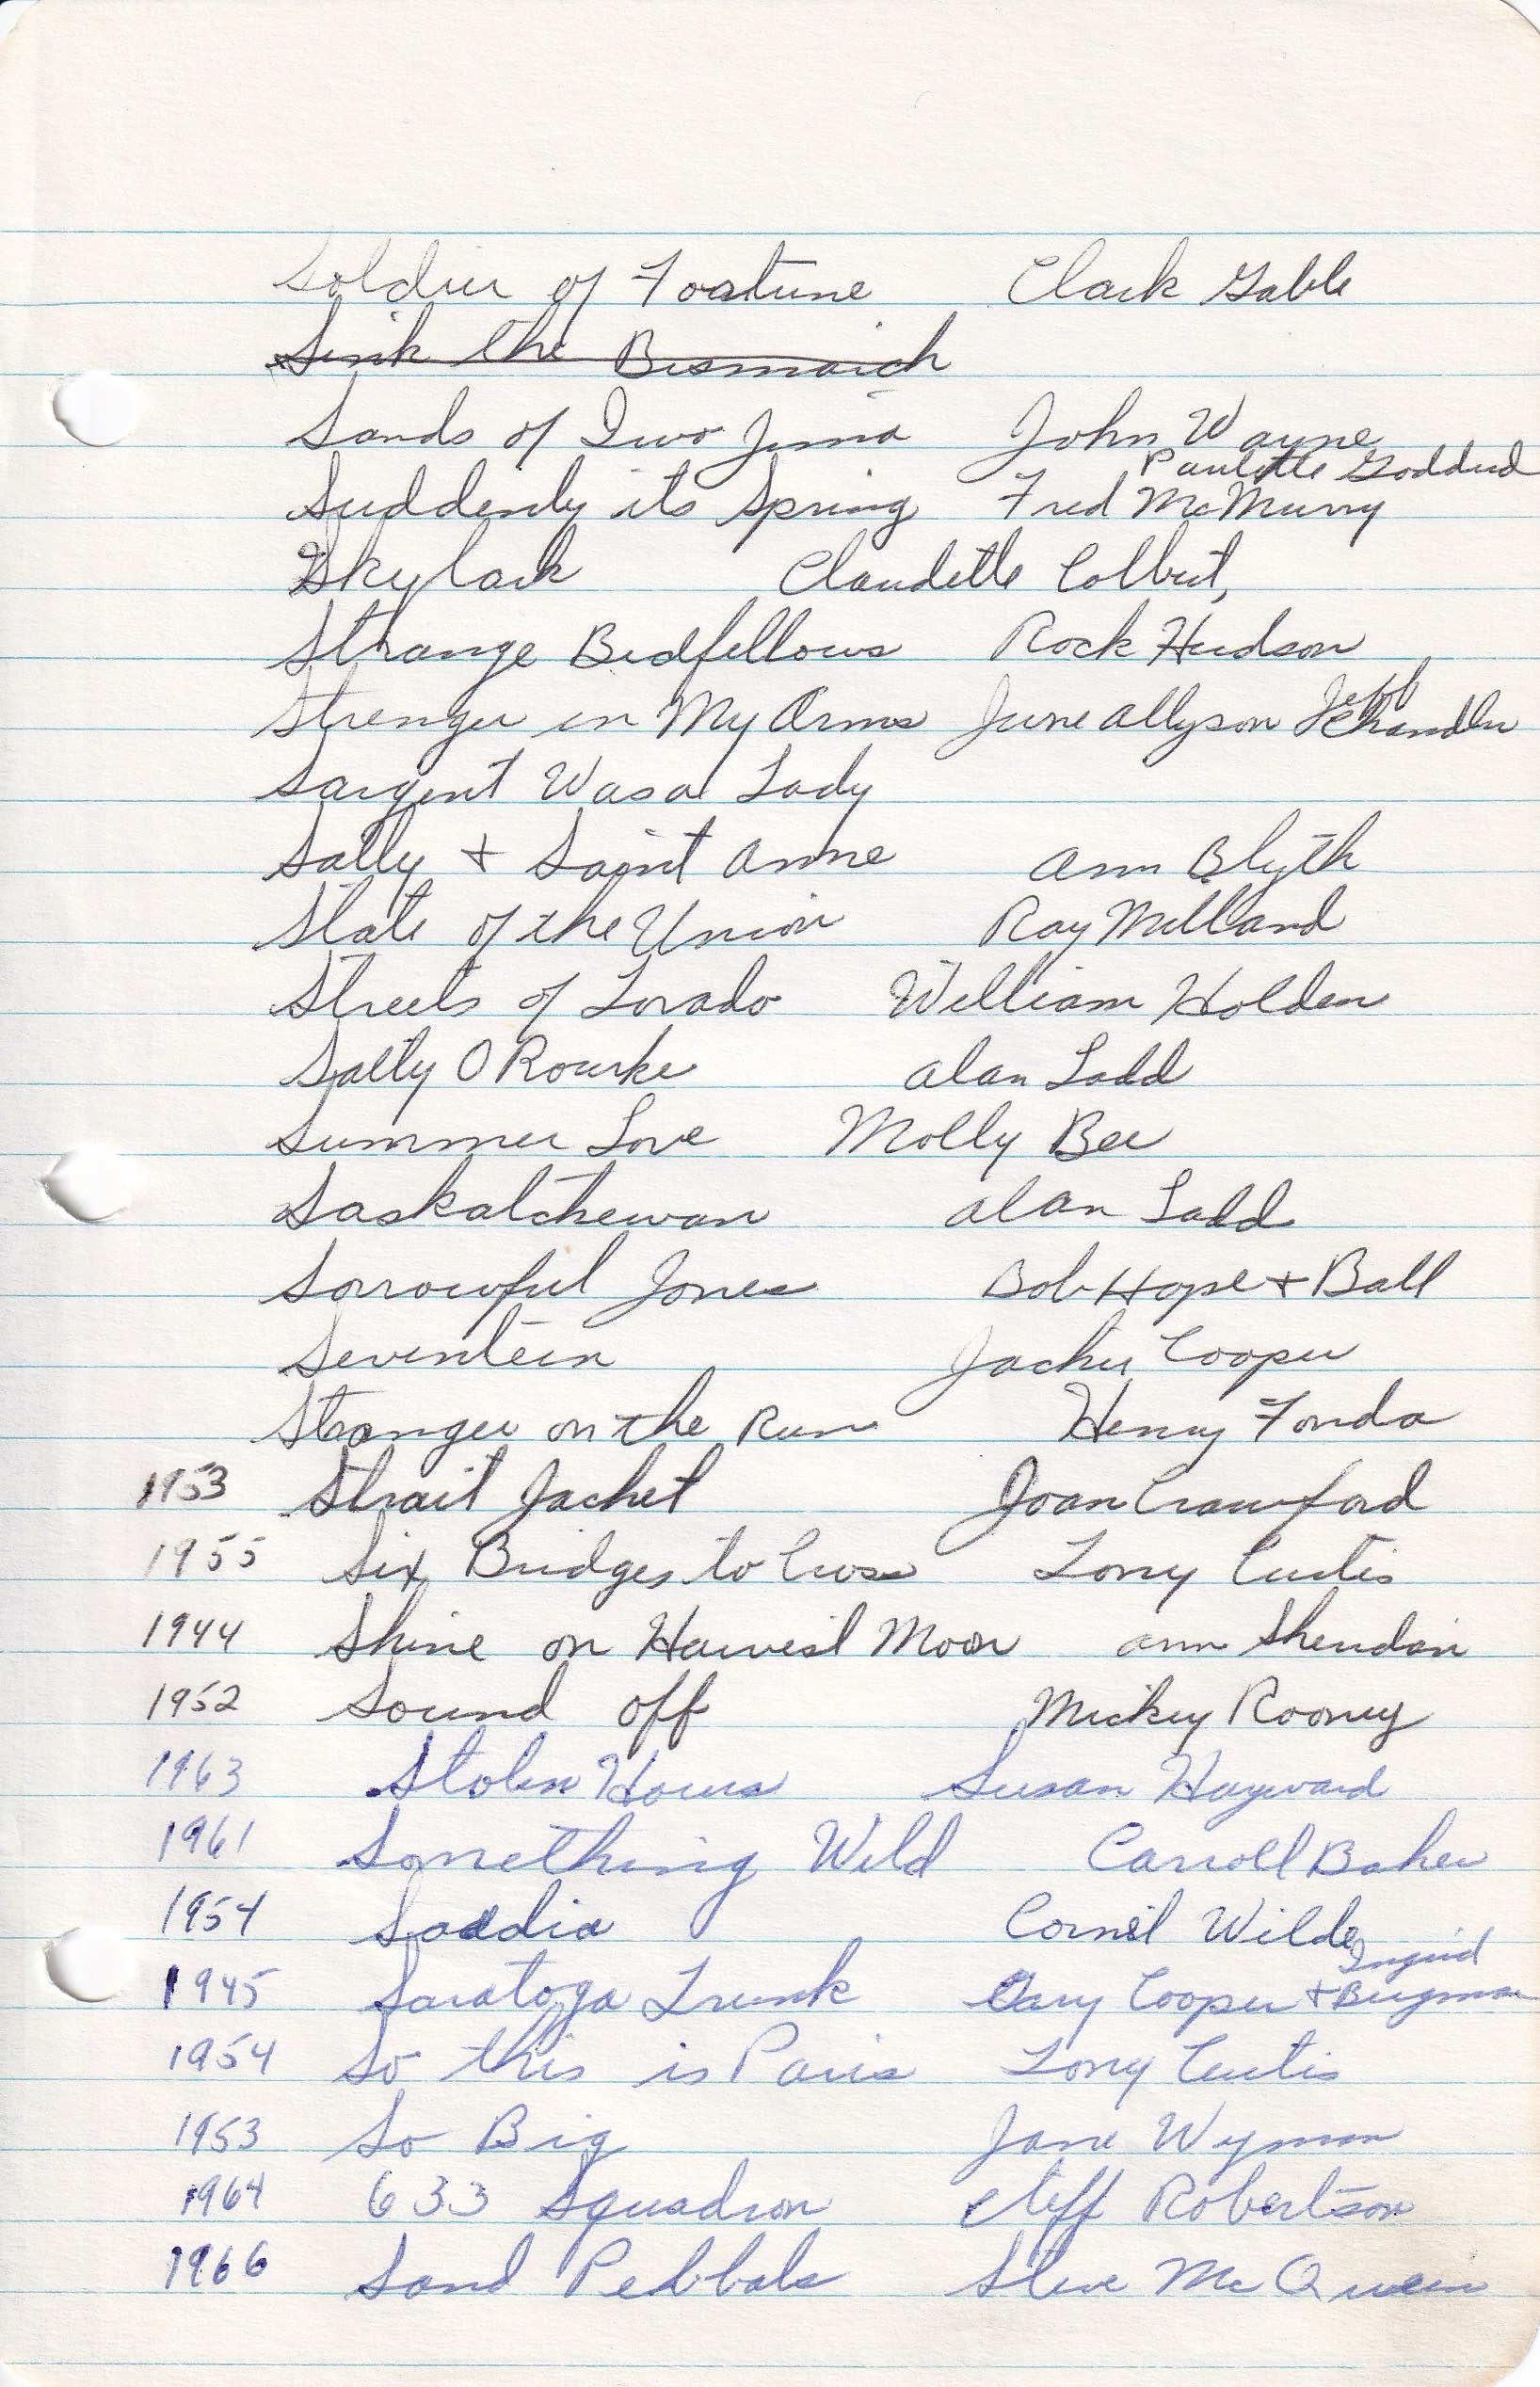 Soldier of Fortune Clark Gable
Sink the Bismarch
Sands of Iwo Jima John Wayne
Paulette Goddard
Suddenly its Spring Fred McMurry
Skylark Claudette Colbert,
Strange Bedfellows Rock Hudson
Stranger in My Arms June Allyson Jeff Chandler
Sargent Was a Lady
Sally + Saint Anne Ann Blyth
State of the Union Ray Milland
Streets of Lorado William Holden
Salty O Rourke Alan Ladd
Summer Love Molly Bee
Saskatchewan Alan Ladd
Sorrowful Jones Bob Hope + Ball
Seventeen Jackie Cooper
Stranger on the Run Henry Fonda
1953 Strait Jacket Joan Crawford
1955 Six Bridges to Cross Tony Curtis
1944 Shine on Harvest Moon Ann Sheridan
1952 Sound off Mickey Rooney
1963 Stolen Hours Susan Hayward
1961 Something Wild Carroll Baker
1954 Saadia Cornel Wilde
1945 Saratoga Trunk Gary Cooper + Ingrid Bergman
1954 So this is Paris Tony Curtis
1953 So Big Jane Wyman
1964 633 Squadron Cliff Robertson
1966 Sand Pebbals Steve McQueen